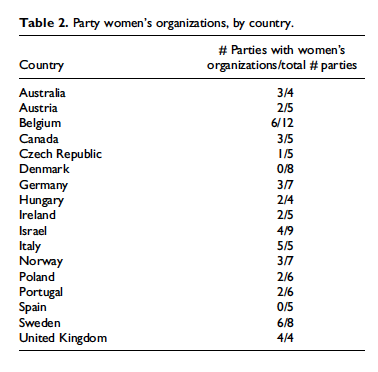 Table 2. Party women's organizations, by country.
# Parties with women's
Country organizations/total # parties
Australia 3/4
Austria 2/5
Belgium 6/12
Canada 3/5
Czech Republic 1/5
Denmark 0/8
Germany 3/7
Hungary 2/4
Ireland 2/5
Israel 4/9
Italy 5/5
Norway 3/7
Poland 2/6
Portugal 2/6
Spain 0/5
Sweden 6/8
United Kingdom 4/4